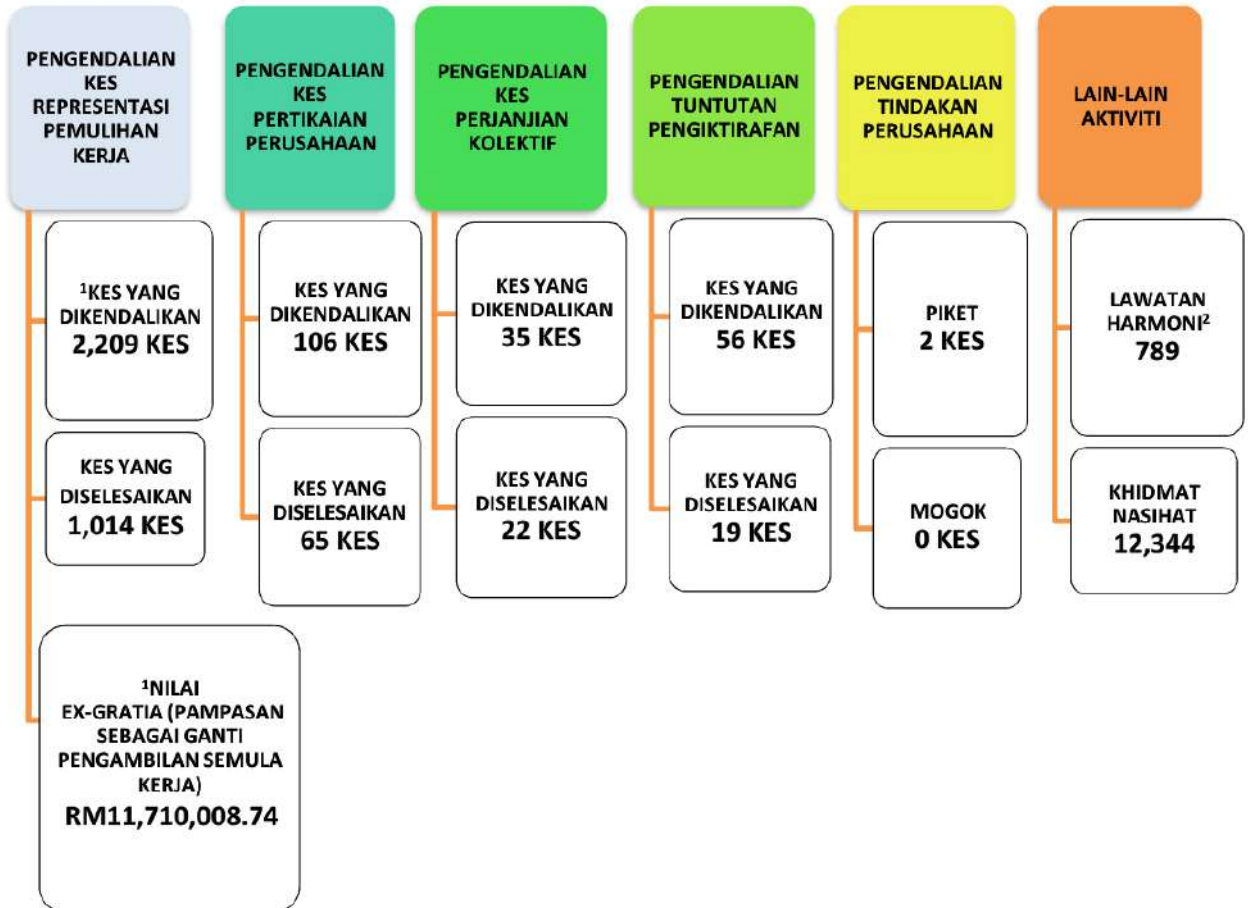 PENGENDALIAN
KES
REPRESENTASI
PEMULIHAN
KERJA
¹KES YANG
DIKENDALIKAN
2,209 KES
KES YANG
DISELESAIKAN
1,014 KES
¹NILAI
EX-GRATIA (PAMPASAN
SEBAGAI GANTI
PENGAMBILAN SEMULA
KERJA)
RM11,710,008.74
PENGENDALIAN
KES
PERTIKAIAN
PERUSAHAAN
KES YANG
DIKENDALIKAN
106 KES
KES YANG
DISELESAIKAN
65 KES
PENGENDALIAN
KES
PERJANJIAN
KOLEKTIF
KES YANG
DIKENDALIKAN
35 KES
KES YANG
DISELESAIKAN
22 KES
PENGENDALIAN
TUNTUTAN
PENGIKTIRAFAN
KES YANG
DIKENDALIKAN
56 KES
KES YANG
DISELESAIKAN
19 KES
PENGENDALIAN
TINDAKAN
PERUSAHAAN
PIKET
2 KES
MOGOK
0 KES
LAIN-LAIN
AKTIVITI
LAWATAN
HARMONI²
789
KHIDMAT
NASIHAT
12,344